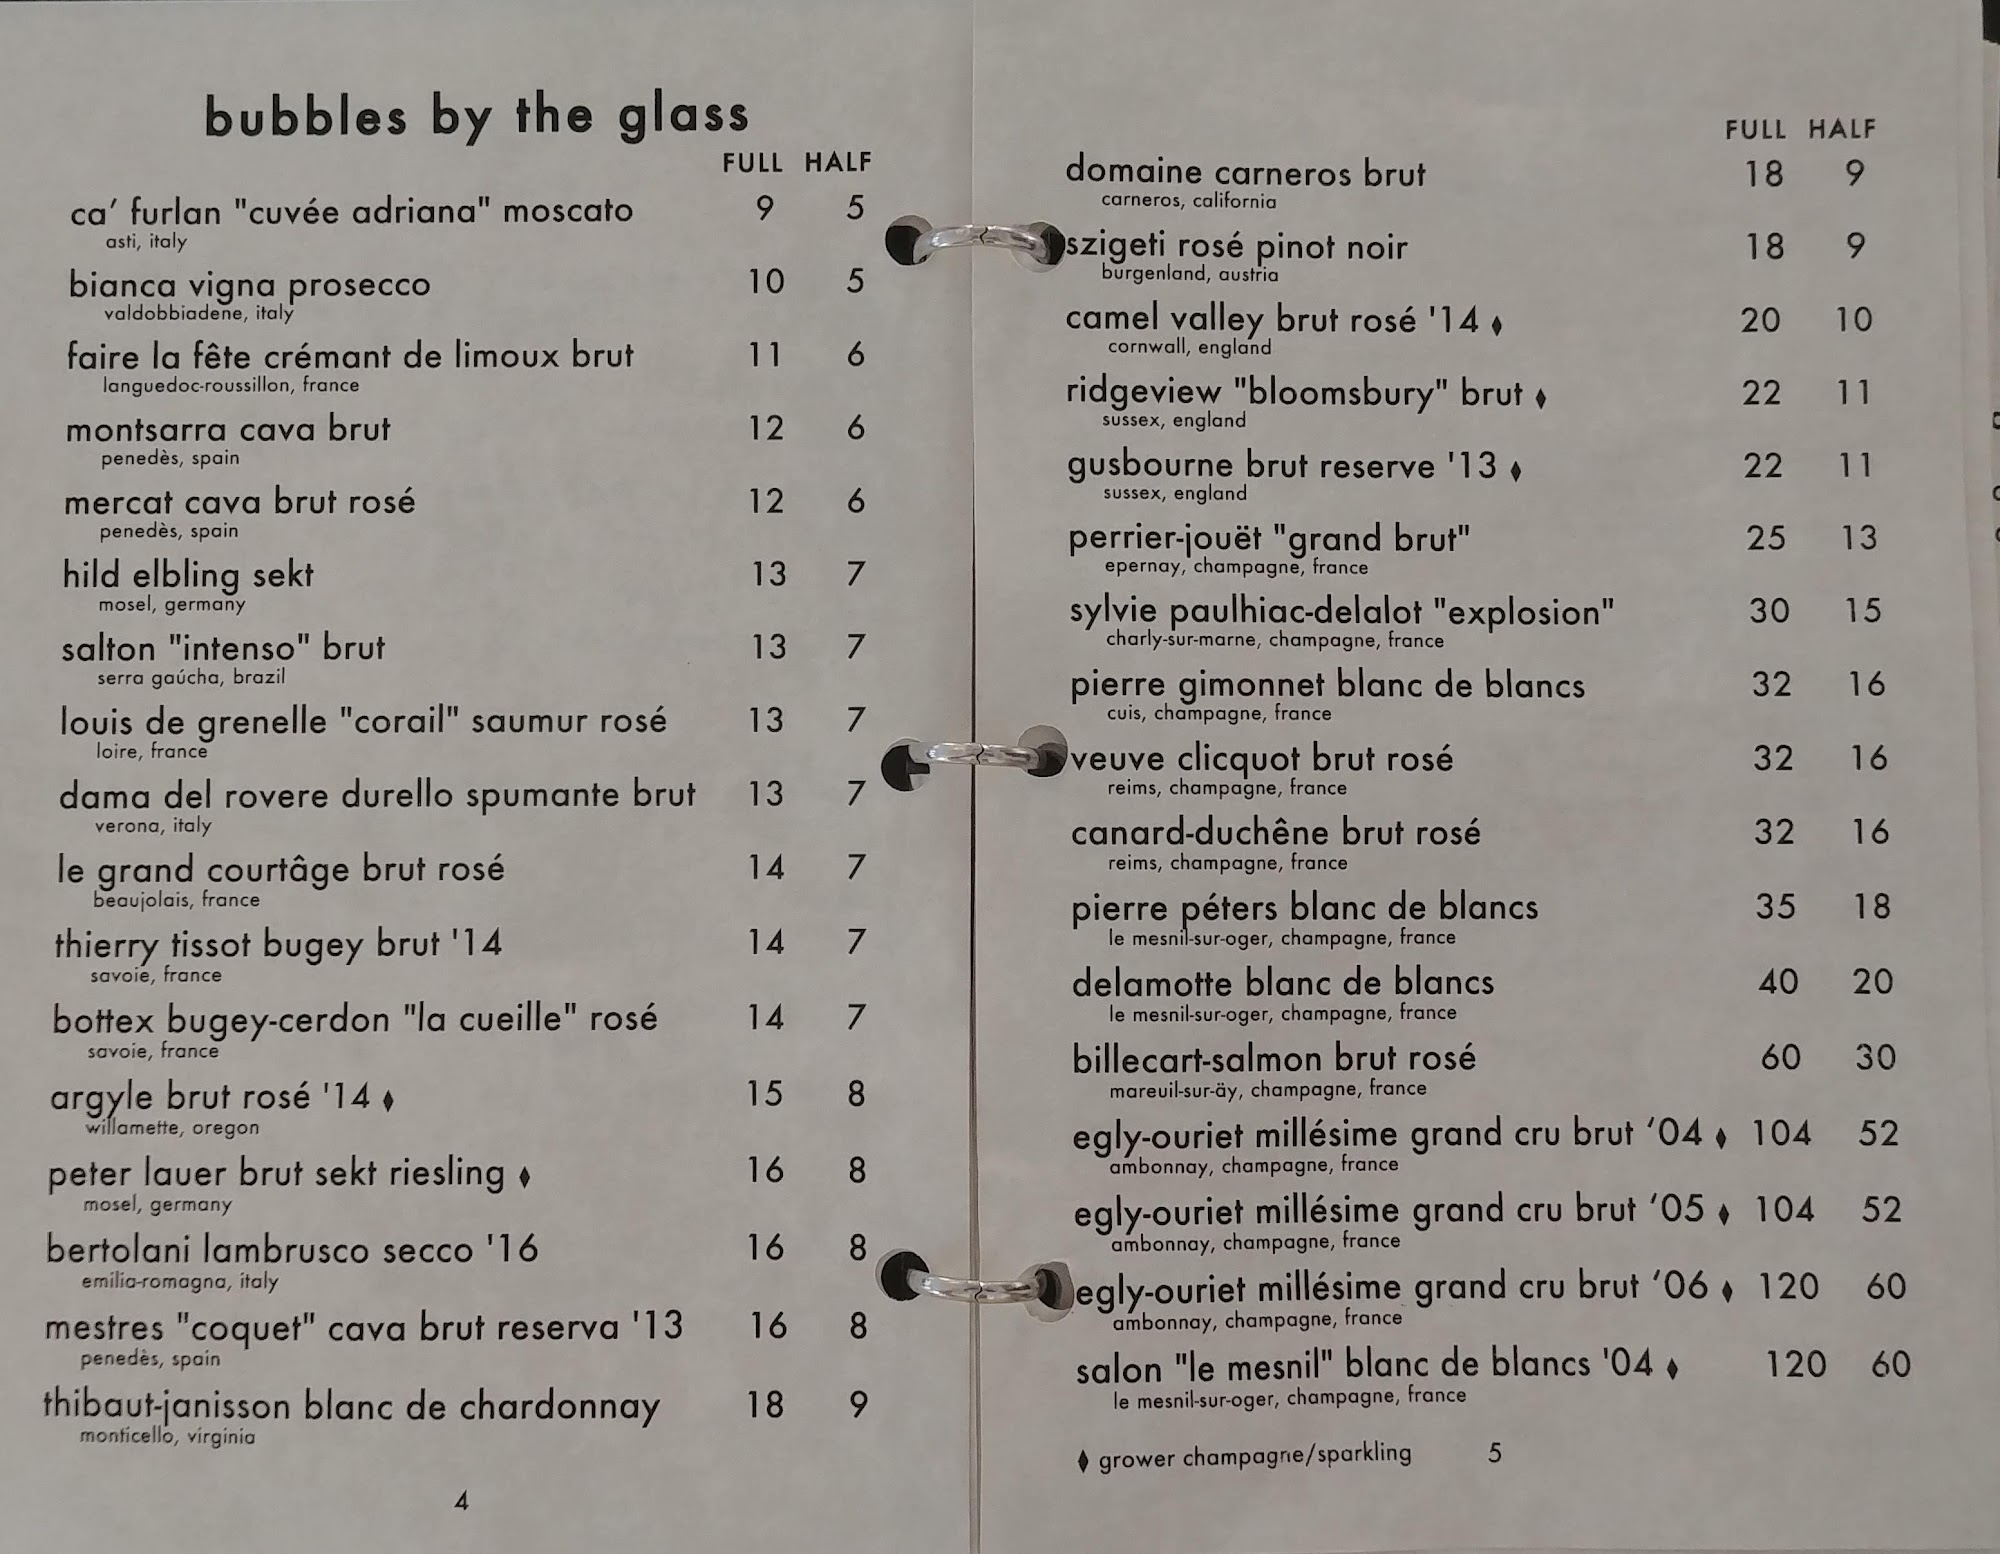 bubbles by the glass
FULL HALF
ca' furlan "cuvée adriana" moscato 9 5
asti, italy
bianca vigna prosecco 10 5
valdobbiadene, italy
faire la fête crémant de limoux brut 11 6
languedoc-roussillon, france
montsarra cava brut 12 6
penedès, spain
mercat cava brut rosé 12 6
penedès, spain
hild elbling sekt 13 7
mosel, germany
salton "intenso" brut 13 7
serra gaúcha, brazil
louis de grenelle "corail" saumur rosé 13 7
loire, france
dama del rovere durello spumante brut 13 7
verona, italy
le grand courtâge brut rosé 14 7
beaujolais, france
thierry tissot bugey brut '14 14 7
savoie, france
bottex bugey-cerdon "la cueille" rosé 14 7
savoie, france
argyle brut rosé '14 ♦ 15 8
willamette, oregon
peter lauer brut sekt riesling ♦ 16 8
mosel, germany
bertolani lambrusco secco '16 16 8
emilia-romagna, italy
mestres "coquet" cava brut reserva '13 16 8
penedès, spain
thibaut-janisson blanc de chardonnay 18 9
monticello, virginia
4
FULL HALF
domaine carneros brut 18 9
carneros, california
szigeti rosé pinot noir 18 9
burgenland, austria
camel valley brut rosé '14 ♦ 20 10
cornwall, england
ridgeview "bloomsbury" brut ♦ 22 11
sussex, england
gusbourne brut reserve '13 ♦ 22 11
sussex, england
perrier-jouët "grand brut" 25 13
epernay, champagne, france
sylvie paulhiac-delalot "explosion" 30 15
charly-sur-marne, champagne, france
pierre gimonnet blanc de blancs 32 16
cuis, champagne, france
veuve clicquot brut rosé 32 16
reims, champagne, france
canard-duchêne brut rosé 32 16
reims, champagne, france
pierre péters blanc de blancs 35 18
le mesnil-sur-oger, champagne, france
delamotte blanc de blancs 40 20
le mesnil-sur-oger, champagne, france
billecart-salmon brut rosé 60 30
mareuil-sur-äy, champagne, france
egly-ouriet millésime grand cru brut '04 ♦ 104 52
ambonnay, champagne, france
egly-ouriet millésime grand cru brut '05 ♦ 104 52
ambonnay, champagne, france
egly-ouriet millésime grand cru brut '06 ♦ 120 60
ambonnay, champagne, france
salon "le mesnil" blanc de blancs '04 ♦ 120 60
le mesnil-sur-oger, champagne, france
♦ grower champagne/sparkling 5